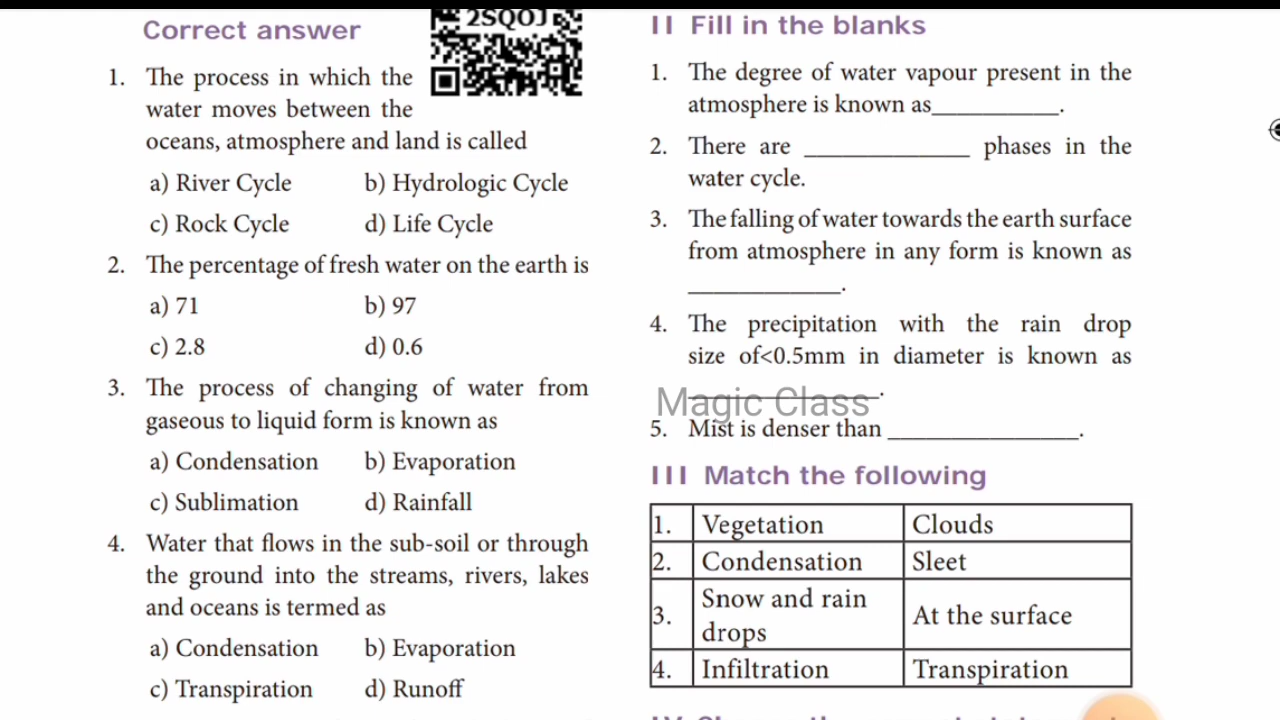 Correct answer
2SQOJ
1. The process in which the
water moves between the
oceans, atmosphere and land is called
a) River Cycle b) Hydrologic Cycle
c) Rock Cycle d) Life Cycle
2. The percentage of fresh water on the earth is
a) 71 b) 97
c) 2.8 d) 0.6
3. The process of changing of water from
gaseous to liquid form is known as
a) Condensation b) Evaporation
c) Sublimation d) Rainfall
4. Water that flows in the sub-soil or through
the ground into the streams, rivers, lakes
and oceans is termed as
a) Condensation b) Evaporation
c) Transpiration d) Runoff
II Fill in the blanks
1. The degree of water vapour present in the
atmosphere is known as__________.
2. There are _____________ phases in the
water cycle.
3. The falling of water towards the earth surface
from atmosphere in any form is known as
____________.
4. The precipitation with the rain drop
size of<0.5mm in diameter is known as
_______________.
Magic Class
5. Mist is denser than _______________.
III Match the following
1. Vegetation Clouds
2. Condensation Sleet
3. Snow and rain drops At the surface
4. Infiltration Transpiration